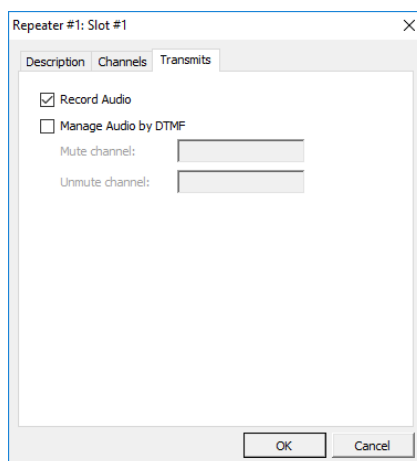 Repeater #1: Slot #1
Description Channels Transmits
Record Audio
Manage Audio by DTMF
Mute channel:
Unmute channel:
OK Cancel